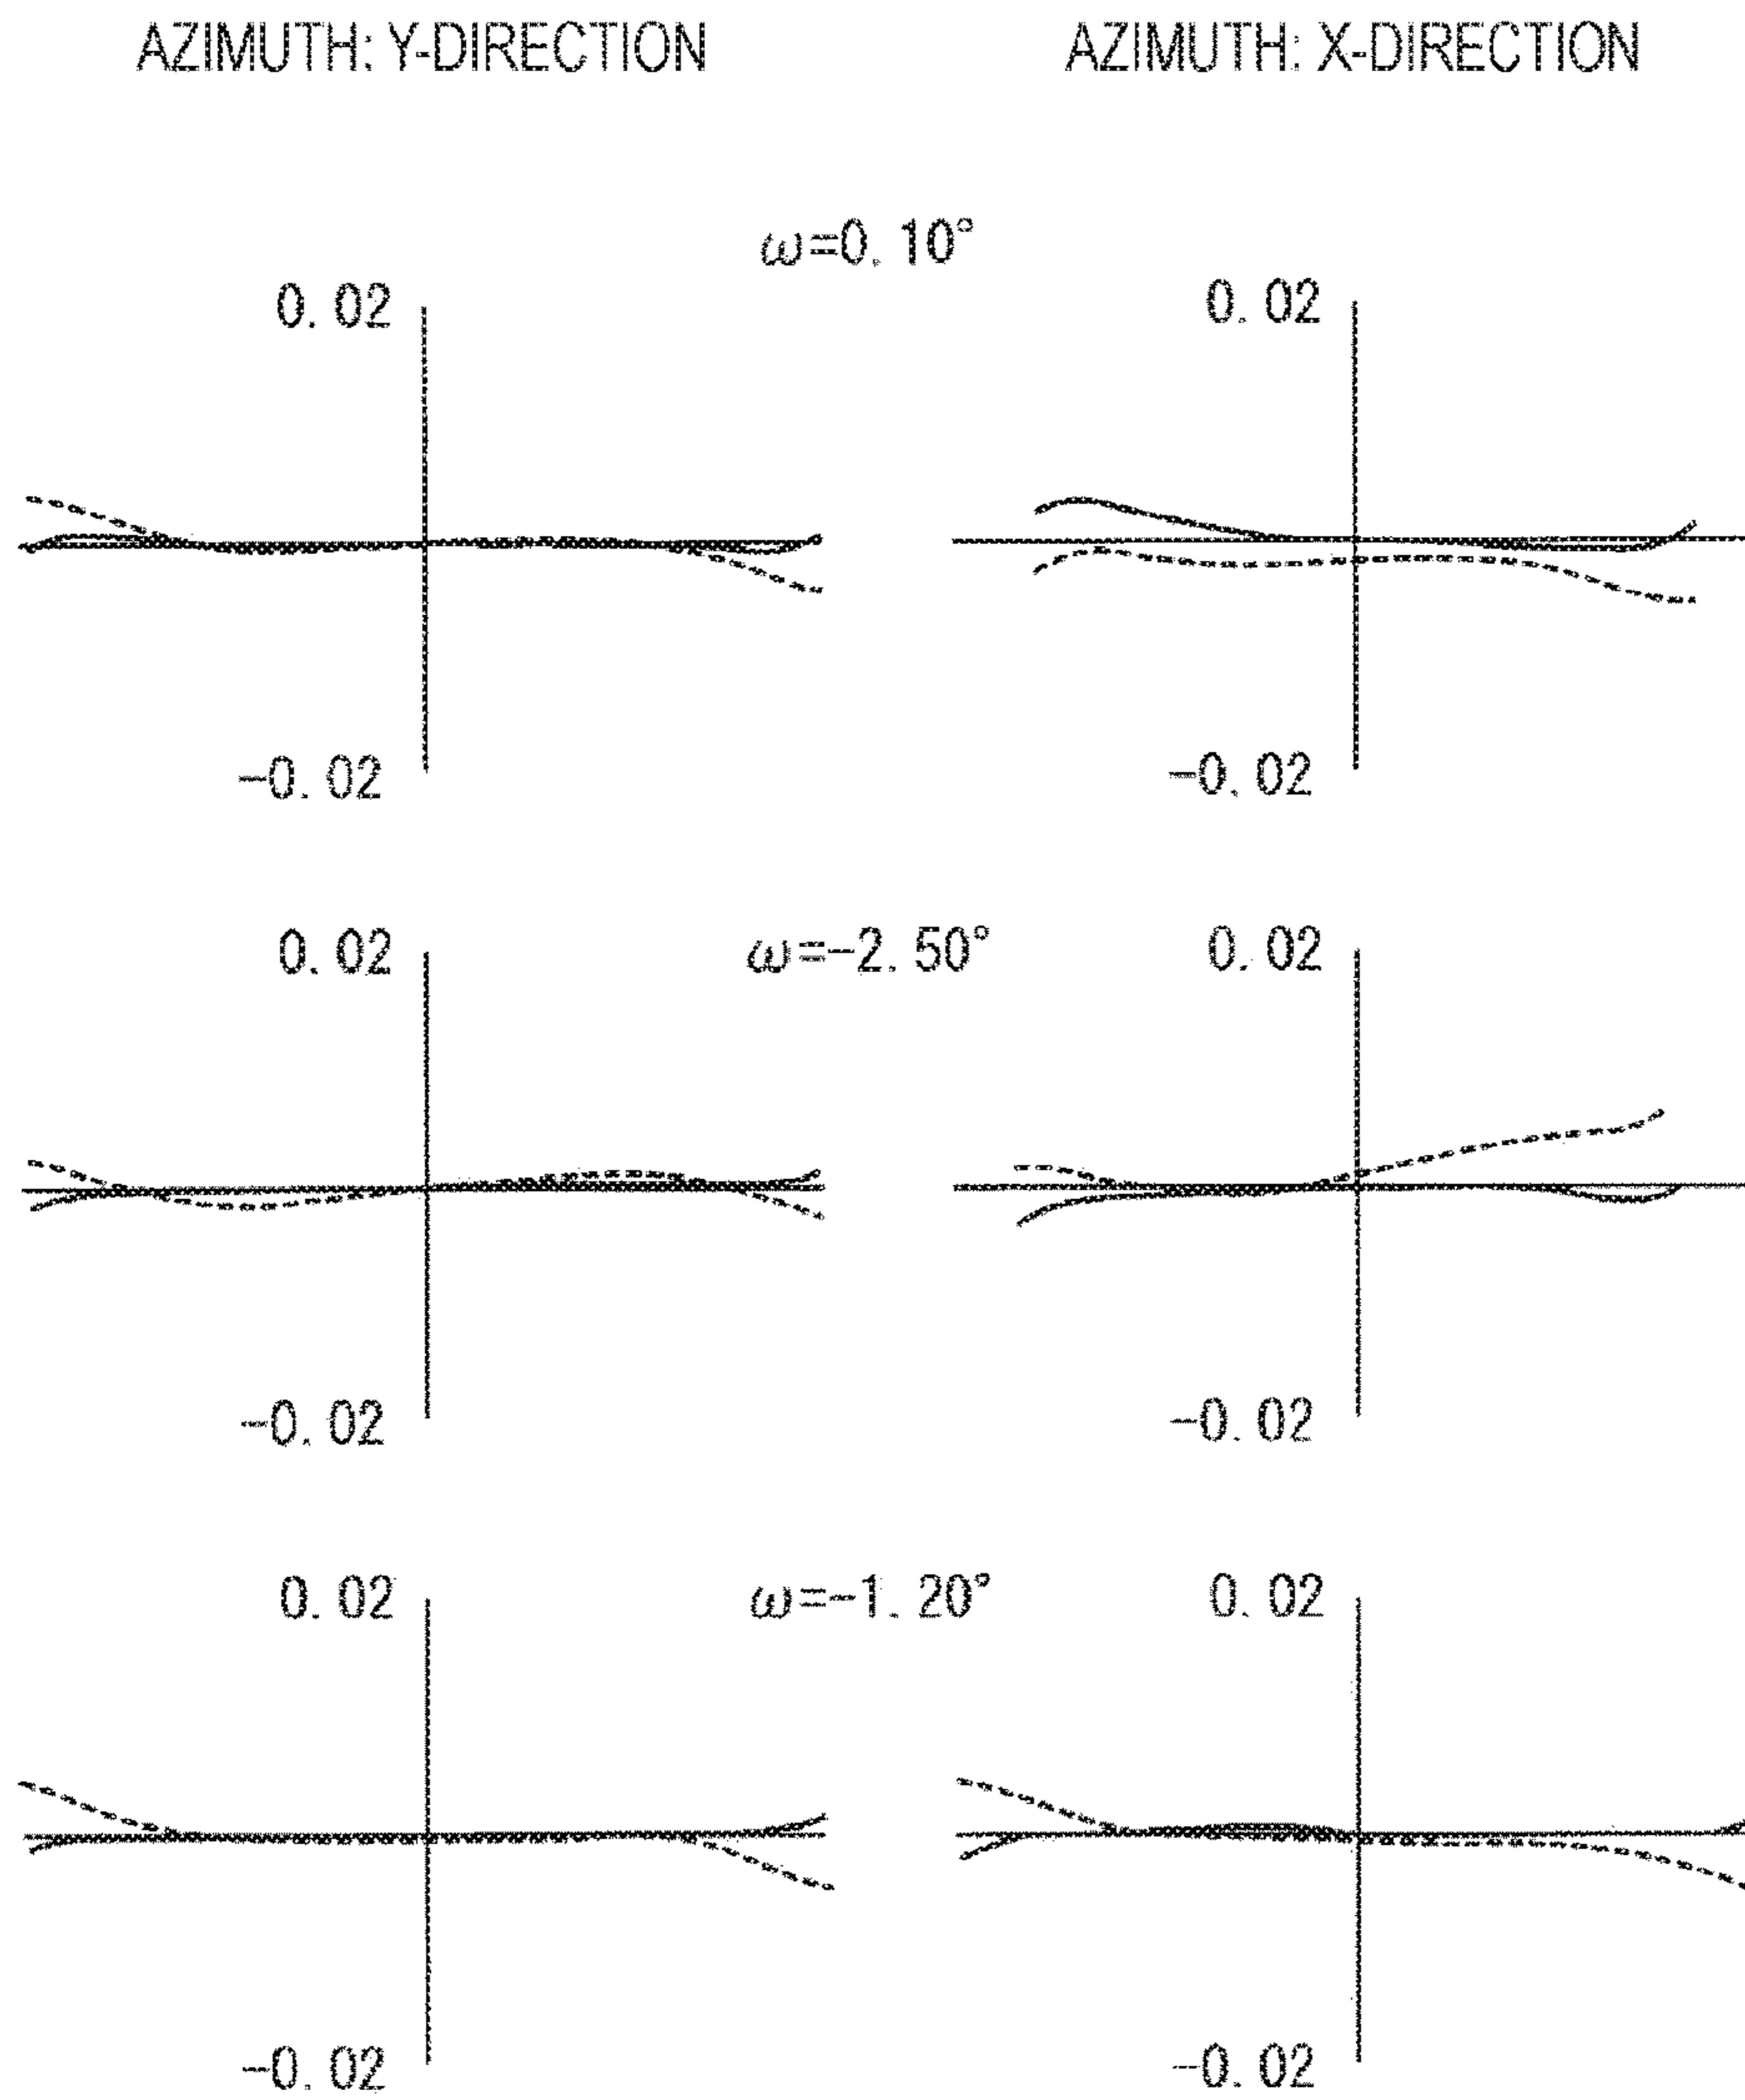 AZIMUTH: Y-DIRECTION AZIMUTH: X-DIRECTION
ω=0.10°
0.02 0.02
-0.02 -0.02
0.02 ω=-2.50° 0.02
-0.02 -0.02
0.02 ω=-1.20° 0.02
-0.02 -0.02